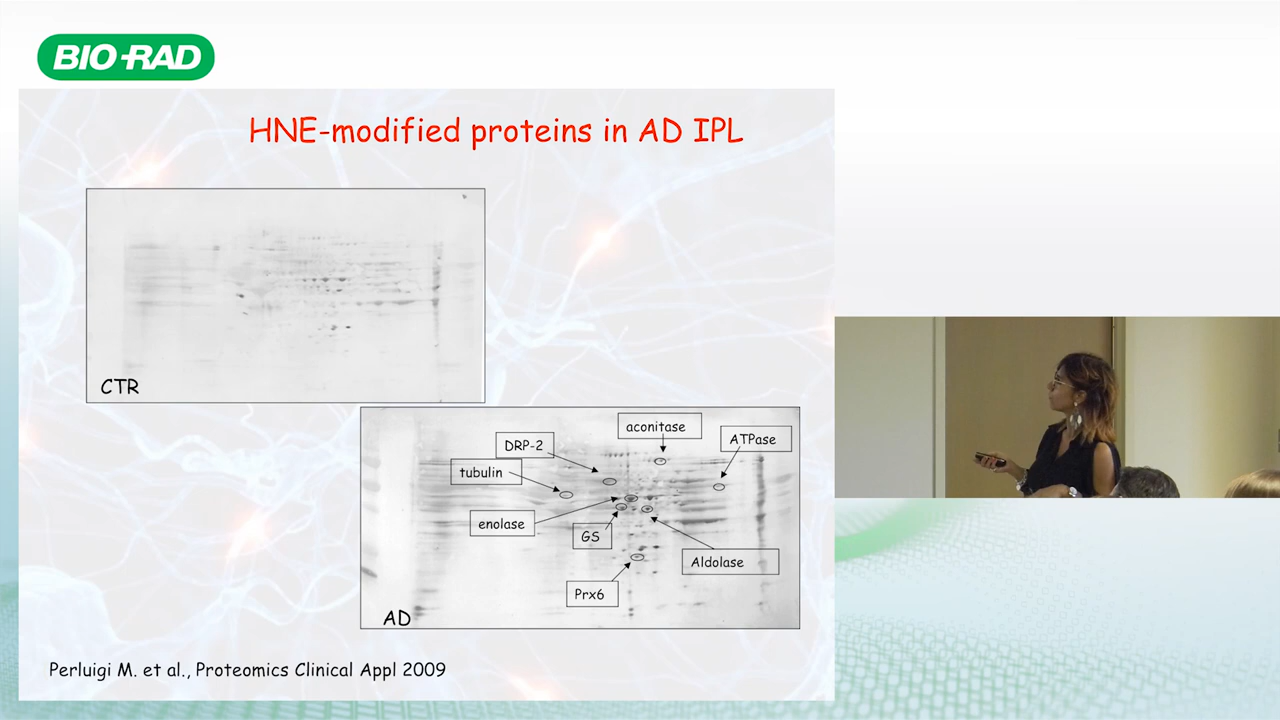 BIO-RAD
HNE-modified proteins in AD IPL
CTR
aconitase
DRP-2
ATPase
tubulin
enolase
GS
Aldolase
Prx6
AD
Perluigi M. et al., Proteomics Clinical Appl 2009